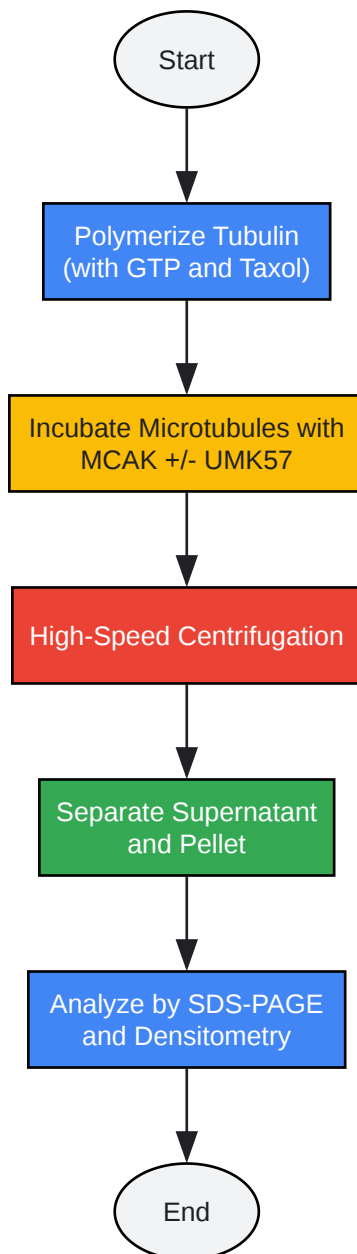 Start
Polymerize Tubulin
(with GTP and Taxol)
Incubate Microtubules with
MCAK +/- UMK57
High-Speed Centrifugation
Separate Supernatant
and Pellet
Analyze by SDS-PAGE
and Densitometry
End